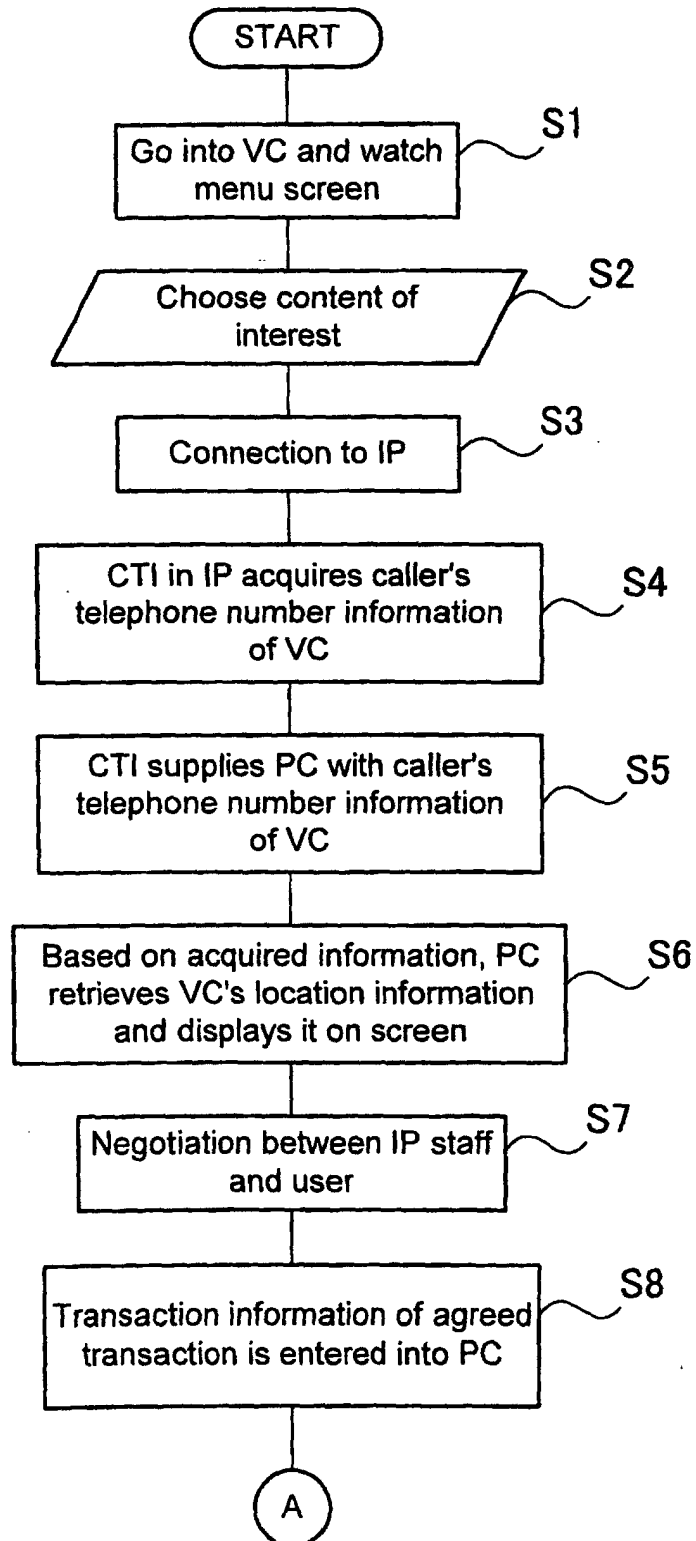 START
Go into VC and watch
menu screen
S1
Choose content of
interest
S2
Connection to IP
S3
CTI in IP acquires caller's
telephone number information
of VC
S4
CTI supplies PC with caller's
telephone number information
of VC
S5
Based on acquired information, PC
retrieves VC's location information
and displays it on screen
S6
Negotiation between IP staff
and user
S7
Transaction information of agreed
transaction is entered into PC
S8
A